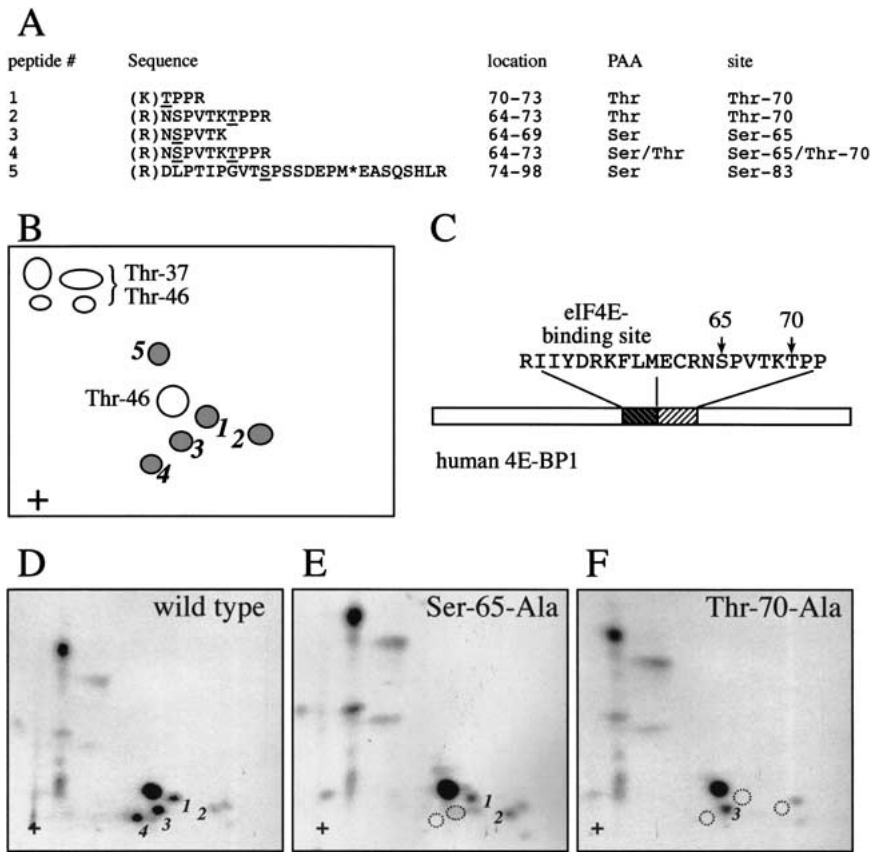 A
peptide # Sequence location PAA site
1 (K)TPPR 70-73 Thr Thr-70
2 (R)NSPVTKTPPR 64-73 Thr Thr-70
3 (R)NSPVTK 64-69 Ser Ser-65
4 (R)NSPVTKTPPR 64-73 Ser/Thr Ser-65/Thr-70
5 (R)DLPTIPGVTSPSSDEPM*EASQSHLR 74-98 Ser Ser-83
B
Thr-37
Thr-46
5
Thr-46
1
2
3
4
+
C
eIF4E-
binding site
65
70
RIIYDRKFLMECRNSPVTKTPP
human 4E-BP1
D
wild type
1
2
3
4
+
E
Ser-65-Ala
1
2
+
F
Thr-70-Ala
3
+